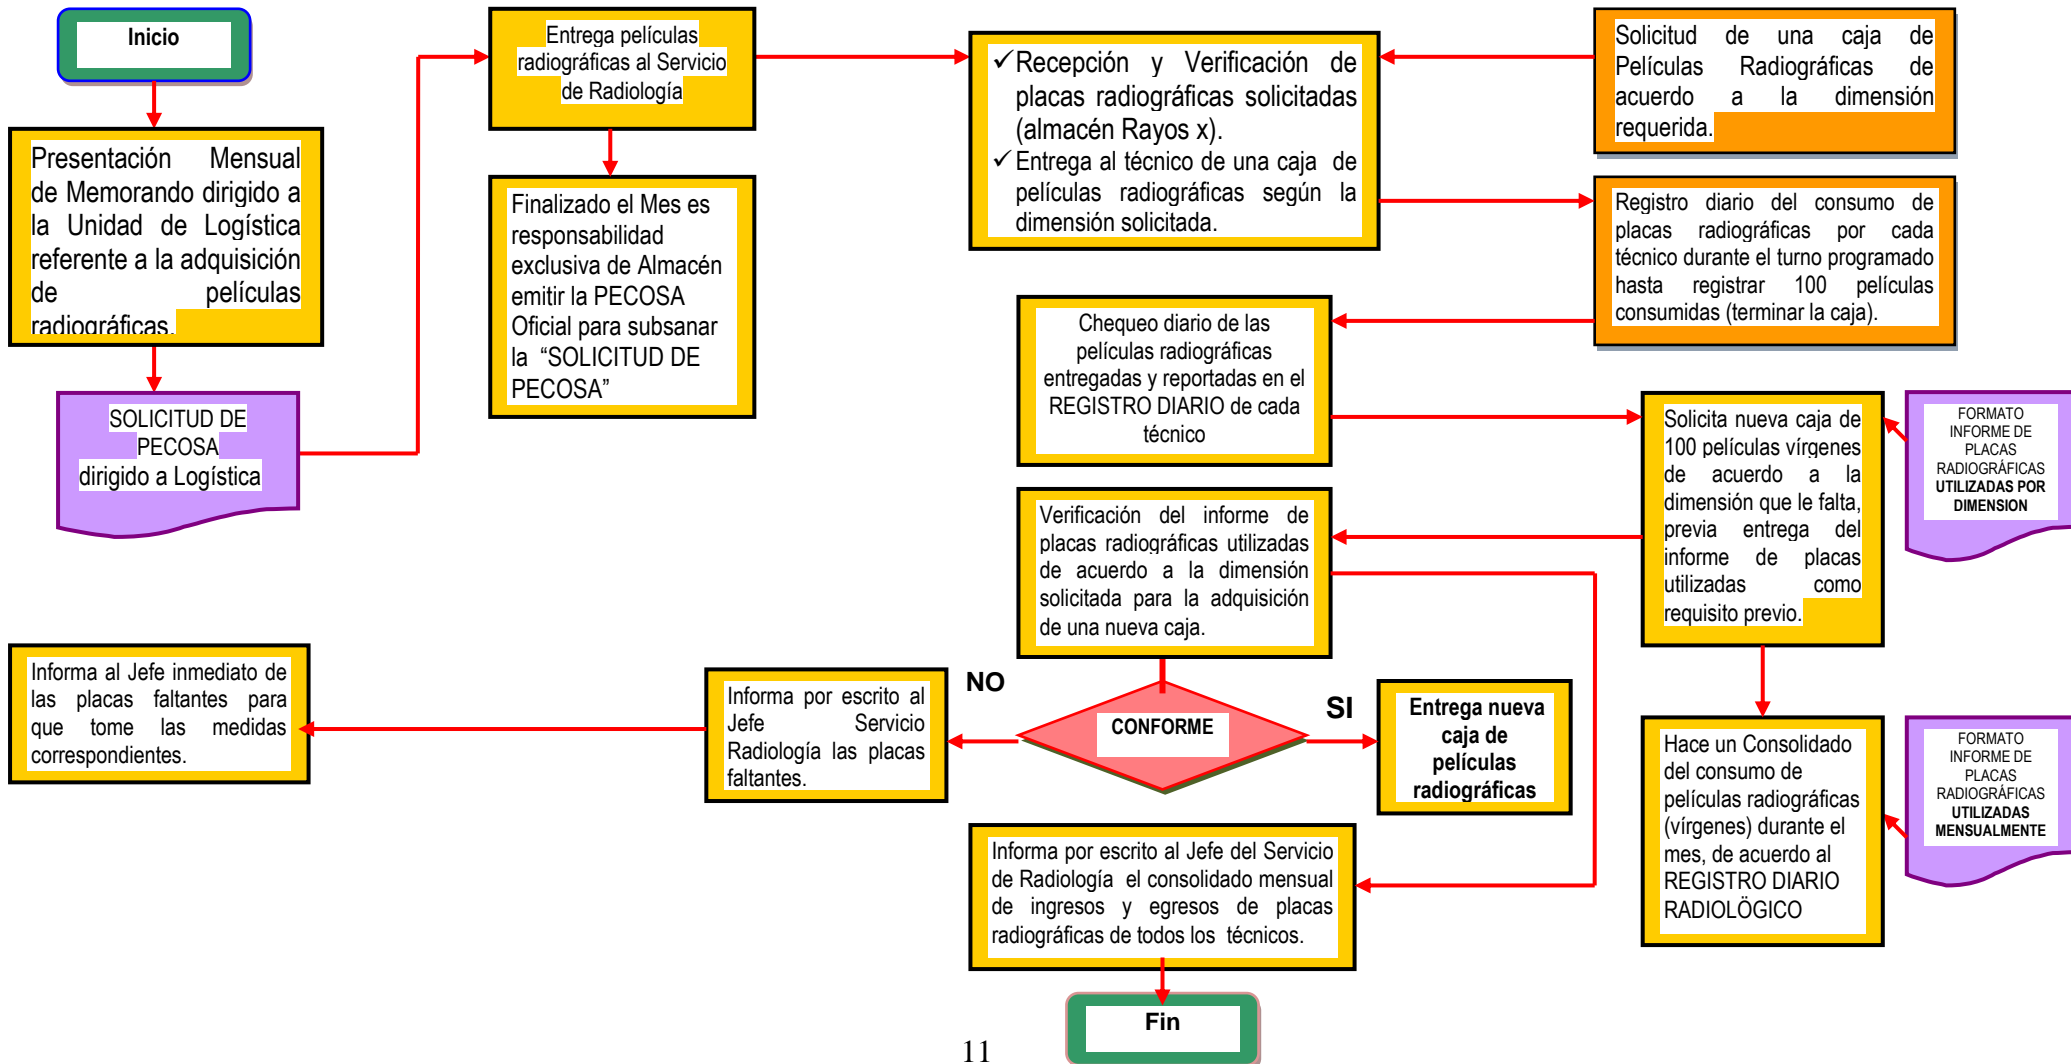 Inicio
Presentación Mensual
de Memorando dirigido a
la Unidad de Logística
referente a la adquisición
de películas
radiográficas.
SOLICITUD DE
PECOSA
dirigido a Logística
Entrega películas
radiográficas al Servicio
de Radiología
Finalizado el Mes es
responsabilidad
exclusiva de Almacén
emitir la PECOSA
Oficial para subsanar
la “SOLICITUD DE
PECOSA”
✓Recepción y Verificación de
placas radiográficas solicitadas
(almacén Rayos x).
✓Entrega al técnico de una caja de
películas radiográficas según la
dimensión solicitada.
Solicitud de una caja de
Películas Radiográficas de
acuerdo a la dimensión
requerida.
Registro diario del consumo de
placas radiográficas por cada
técnico durante el turno programado
hasta registrar 100 películas
consumidas (terminar la caja).
Chequeo diario de las
películas radiográficas
entregadas y reportadas en el
REGISTRO DIARIO de cada
técnico
Solicita nueva caja de
100 películas vírgenes
de acuerdo a la
dimensión que le falta,
previa entrega del
informe de placas
utilizadas como
requisito previo.
FORMATO
INFORME DE
PLACAS
RADIOGRÁFICAS
UTILIZADAS POR
DIMENSION
Verificación del informe de
placas radiográficas utilizadas
de acuerdo a la dimensión
solicitada para la adquisición
de una nueva caja.
CONFORME
NO
SI
Informa por escrito al
Jefe Servicio
Radiología las placas
faltantes.
Informa al Jefe inmediato de
las placas faltantes para
que tome las medidas
correspondientes.
Entrega nueva
caja de
películas
radiográficas
Hace un Consolidado
del consumo de
películas radiográficas
(vírgenes) durante el
mes, de acuerdo al
REGISTRO DIARIO
RADIOLÖGICO
FORMATO
INFORME DE
PLACAS
RADIOGRÁFICAS
UTILIZADAS
MENSUALMENTE
Informa por escrito al Jefe del Servicio
de Radiología el consolidado mensual
de ingresos y egresos de placas
radiográficas de todos los técnicos.
Fin
11